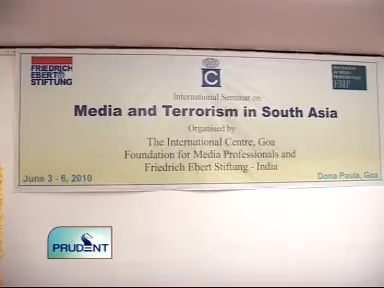 FRIEDRICH
EBERT
STIFTUNG
C
FMP
International Seminar on
Media and Terrorism in South Asia
Organised by
The International Centre, Goa
Foundation for Media Professionals and
Friedrich Ebert Stiftung - India
June 3 - 6, 2010
Dona Paula, Goa
PRUDENT